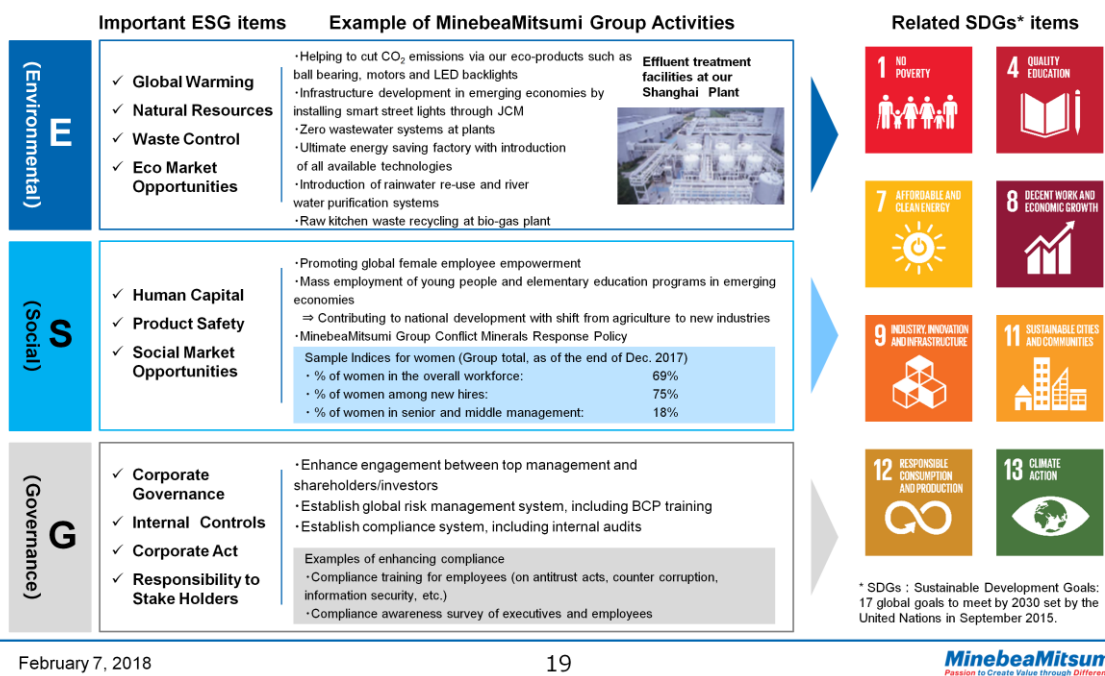 Important ESG items
Example of MinebeaMitsumi Group Activities
Related SDGs* items
E
(Environmental)
✓ Global Warming
✓ Natural Resources
✓ Waste Control
✓ Eco Market
Opportunities
・Helping to cut CO2 emissions via our eco-products such as
ball bearing, motors and LED backlights
・Infrastructure development in emerging economies by
installing smart street lights through JCM
・Zero wastewater systems at plants
・Ultimate energy saving factory with introduction
of all available technologies
・Introduction of rainwater re-use and river
water purification systems
・Raw kitchen waste recycling at bio-gas plant
Effluent treatment
facilities at our
Shanghai Plant
S
(Social)
✓ Human Capital
✓ Product Safety
✓ Social Market
Opportunities
・Promoting global female employee empowerment
・Mass employment of young people and elementary education programs in emerging
economies
⇒ Contributing to national development with shift from agriculture to new industries
・MinebeaMitsumi Group Conflict Minerals Response Policy
Sample Indices for women (Group total, as of the end of Dec. 2017)
・% of women in the overall workforce: 69%
・% of women among new hires: 75%
・% of women in senior and middle management: 18%
G
(Governance)
✓ Corporate
Governance
✓ Internal Controls
✓ Corporate Act
✓ Responsibility to
Stake Holders
・Enhance engagement between top management and
shareholders/investors
・Establish global risk management system, including BCP training
・Establish compliance system, including internal audits
Examples of enhancing compliance
・Compliance training for employees (on antitrust acts, counter corruption,
information security, etc.)
・Compliance awareness survey of executives and employees
1 NO
POVERTY
4 QUALITY
EDUCATION
7 AFFORDABLE AND
CLEAN ENERGY
8 DECENT WORK AND
ECONOMIC GROWTH
9 INDUSTRY, INNOVATION
AND INFRASTRUCTURE
11 SUSTAINABLE CITIES
AND COMMUNITIES
12 RESPONSIBLE
CONSUMPTION
AND PRODUCTION
13 CLIMATE
ACTION
* SDGs : Sustainable Development Goals:
17 global goals to meet by 2030 set by the
United Nations in September 2015.
February 7, 2018
19
MinebeaMitsum
Passion to Create Value through Differen